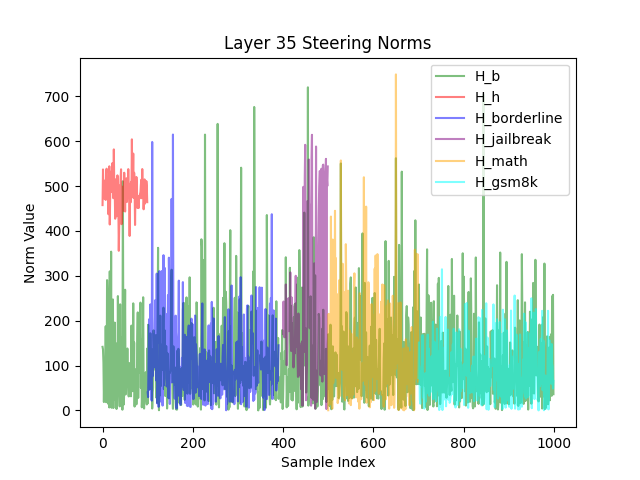 Layer 35 Steering Norms
Norm Value
700
600
500
400
300
200
100
0
H_b
H_h
H_borderline
H_jailbreak
H_math
H_gsm8k
0
200
400
600
800
1000
Sample Index